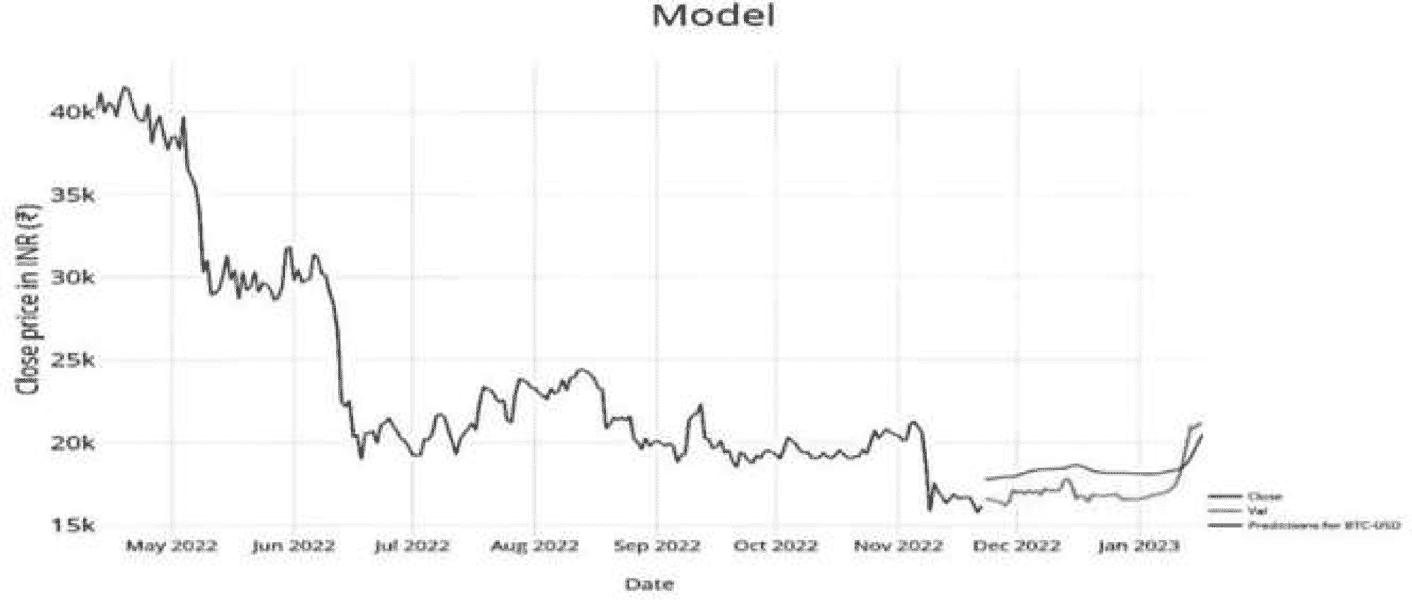 Model
40k
35k
30k
25k
20k
15k
Close price in INR (₹)
May 2022 Jun 2022 Jul 2022 Aug 2022 Sep 2022 Oct 2022 Nov 2022 Dec 2022 Jan 2023
Date
Close
Val
Predictions for BTC-USD